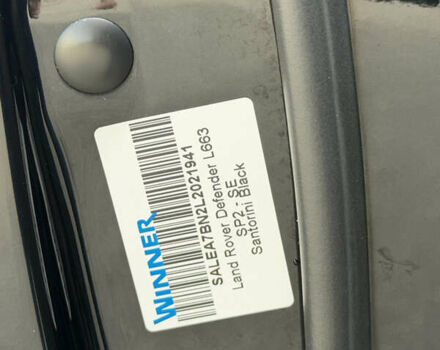 WINNER
SALEA7BN2L2021941
Land Rover Defender L663
SP2 - SE
Santorini Black